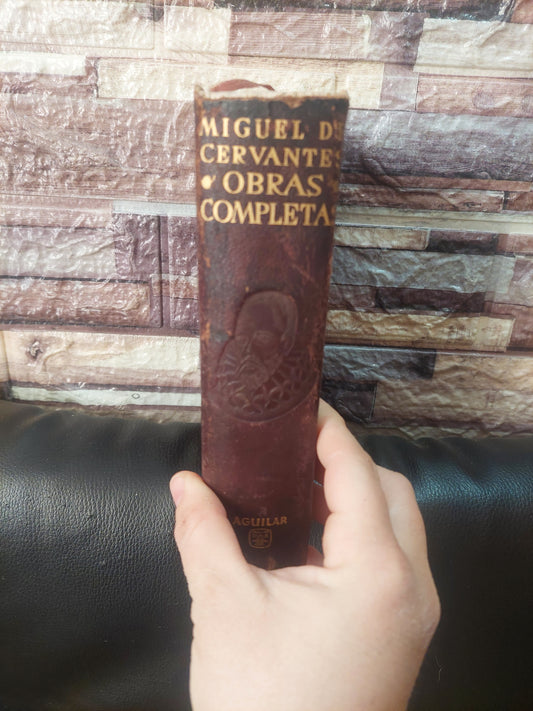 MIGUEL DE
CERVANTES
• OBRAS •
COMPLETAS
AGUILAR